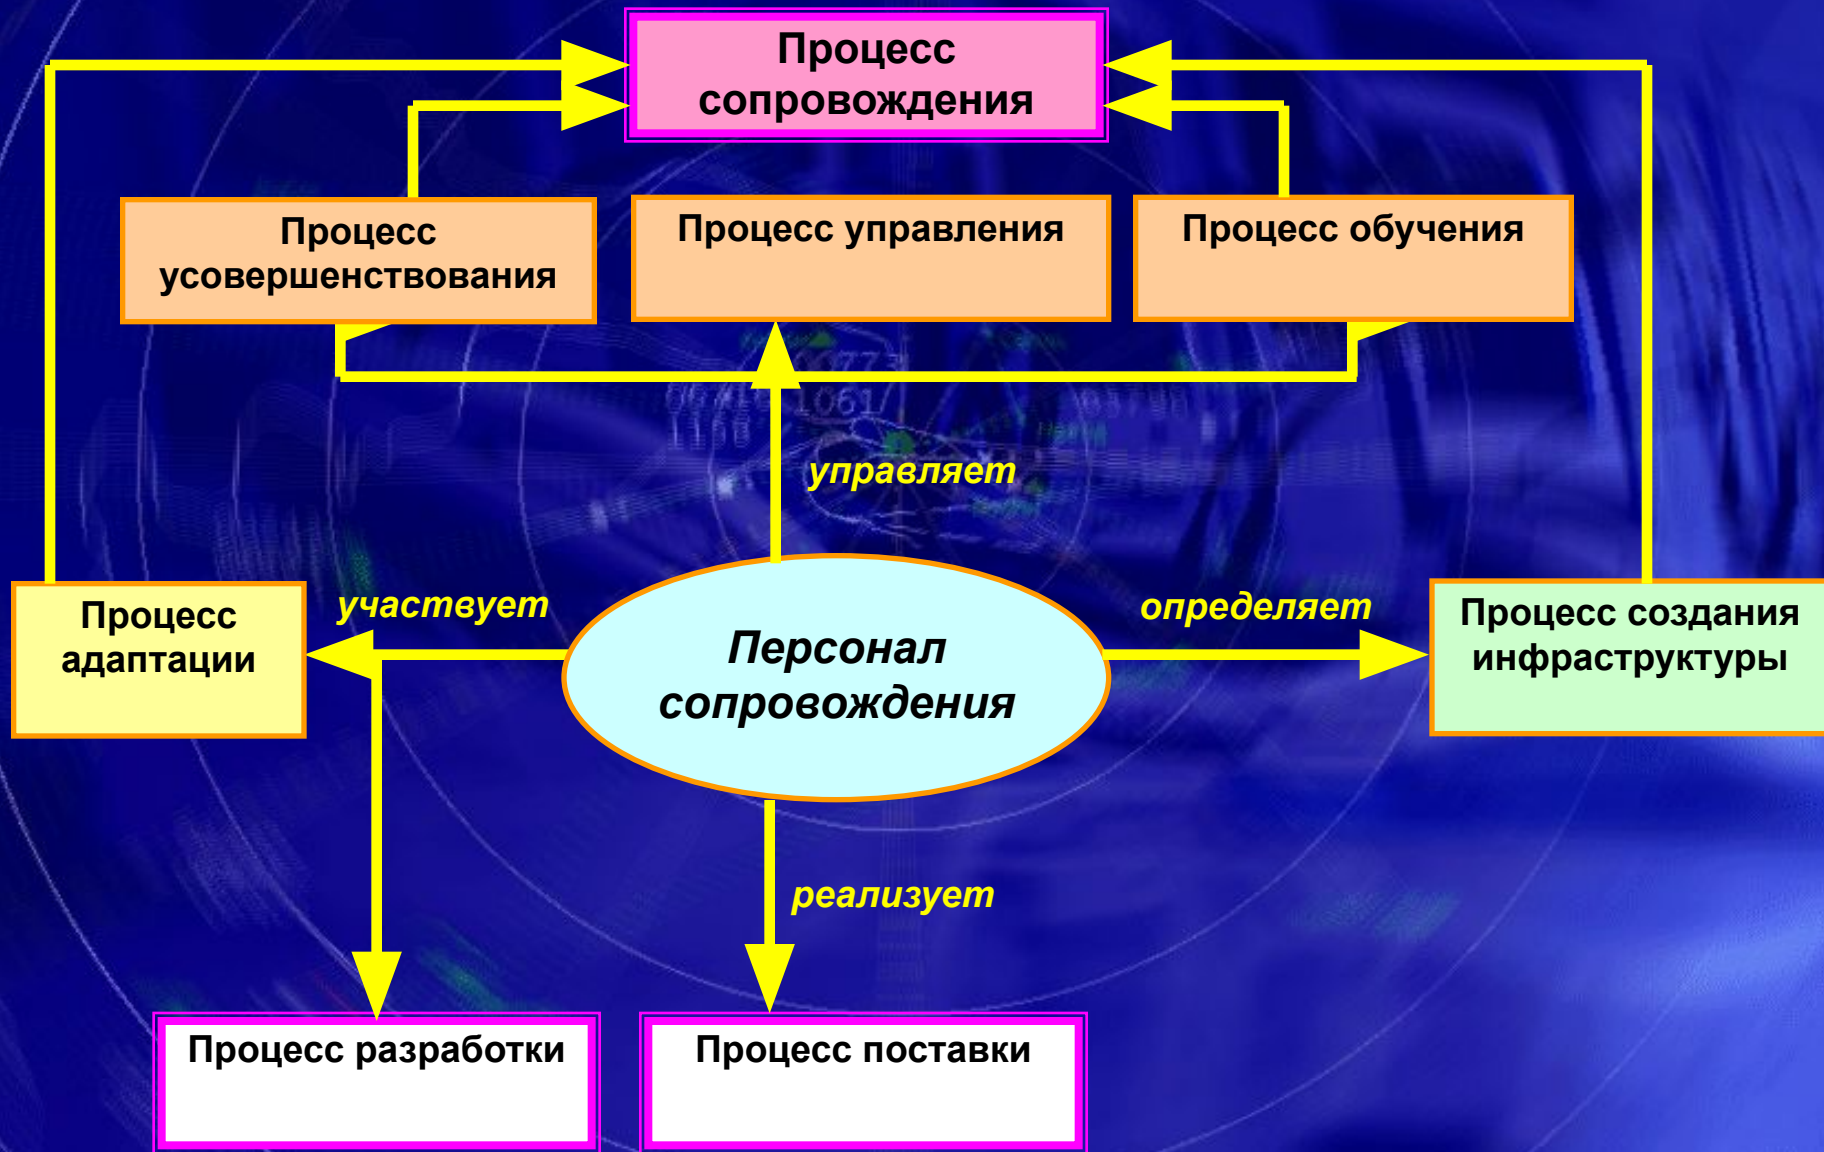 Процесс
сопровождения
Процесс
усовершенствования
Процесс управления
Процесс обучения
управляет
Процесс
адаптации
участвует
Персонал
сопровождения
определяет
Процесс создания
инфраструктуры
реализует
Процесс разработки
Процесс поставки